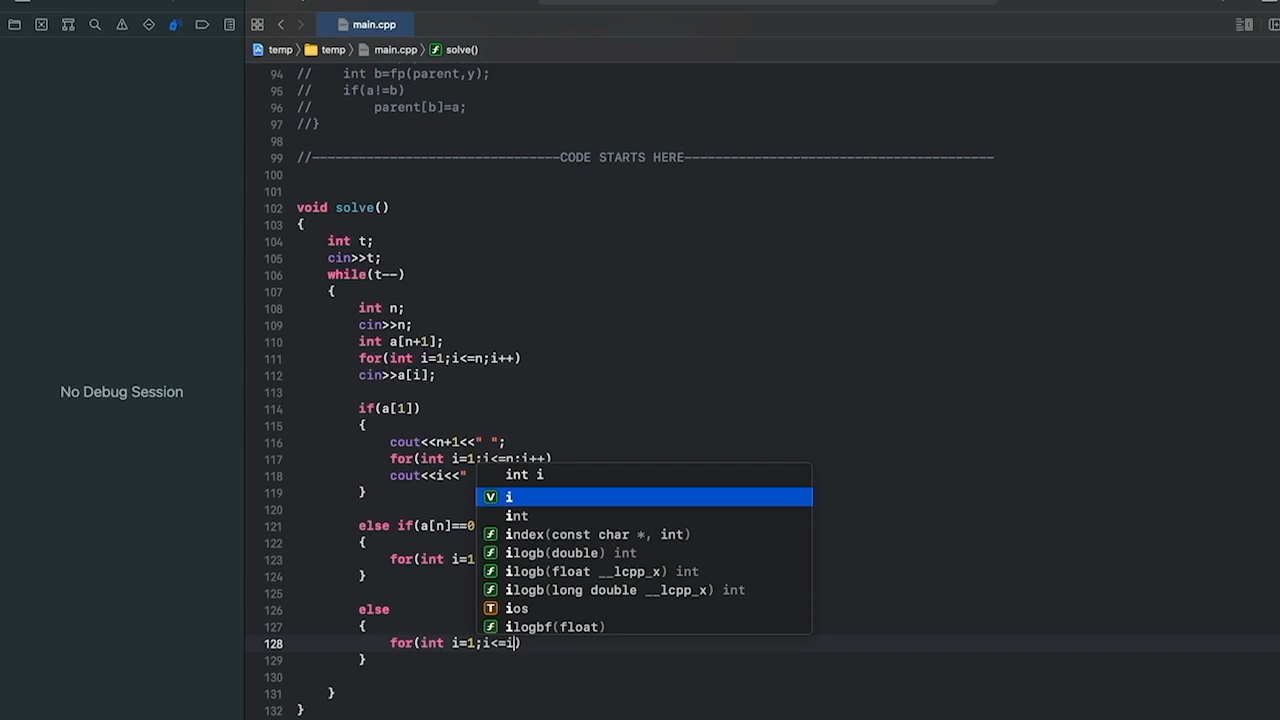 main.cpp
temp temp main.cpp solve()
94 // int b=fp(parent,y);
95 // if(a!=b)
96 // parent[b]=a;
97 //}
98
99 //--------------------------------CODE STARTS HERE----------------------------------------
100
101
102 void solve()
103 {
104 int t;
105 cin>>t;
106 while(t--)
107 {
108 int n;
109 cin>>n;
110 int a[n+1];
111 for(int i=1;i<=n;i++)
112 cin>>a[i];
113
114 if(a[1])
115 {
116 cout<<n+1<<" ";
117 for(int i=1;i<=n;i++)
118 cout<<i<<"
119 }
120
121 else if(a[n]==0
122 {
123 for(int i=1
124 }
125
126 else
127 {
128 for(int i=1;i<=i)
129 }
130
131 }
132 }
No Debug Session
int i
V i
int
f index(const char *, int)
f ilogb(double) int
f ilogb(float __lcpp_x) int
f ilogb(long double __lcpp_x) int
T ios
f ilogbf(float)